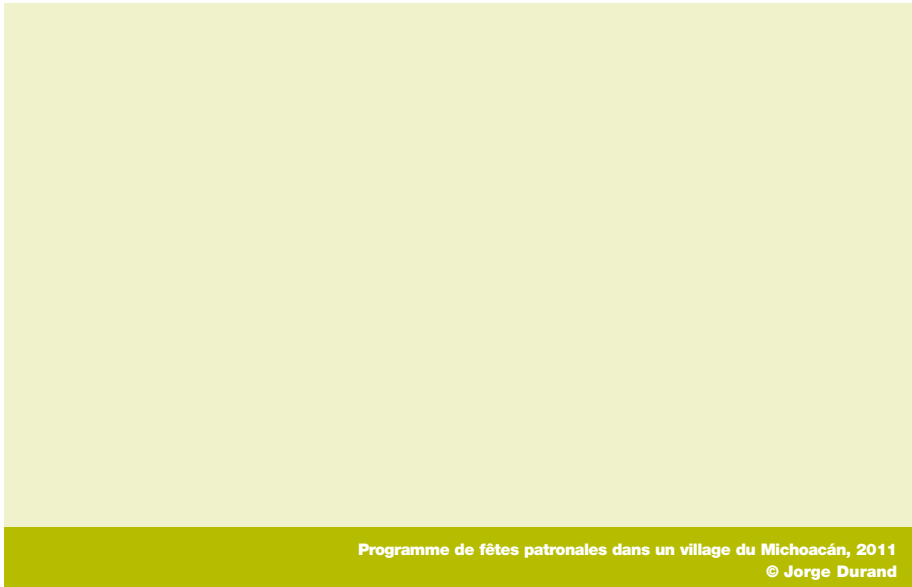 Programme de fêtes patronales dans un village du Michoacán, 2011
© Jorge Durand